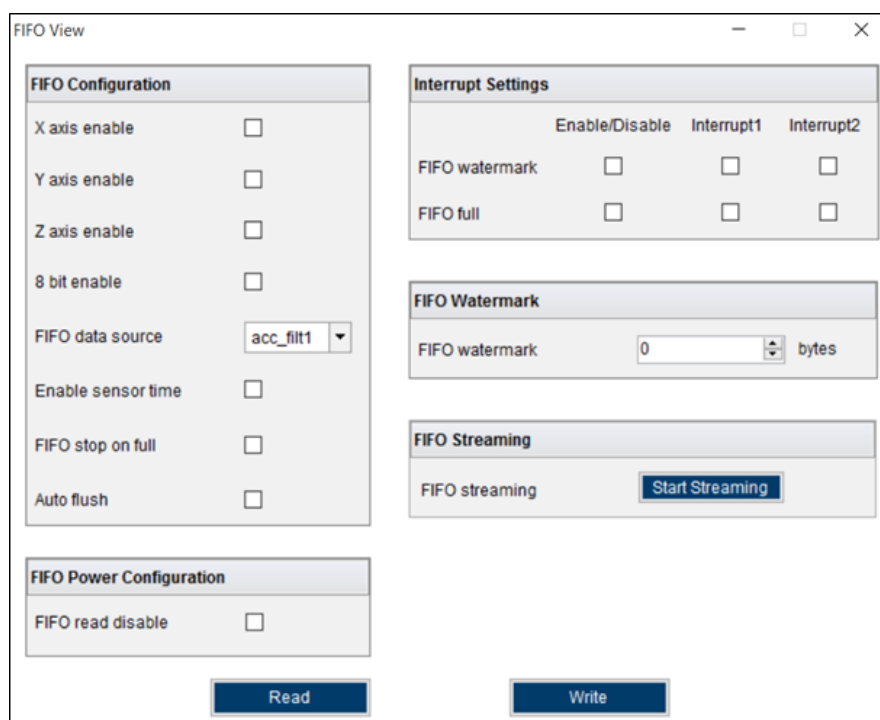 FIFO View
FIFO Configuration
X axis enable
Y axis enable
Z axis enable
8 bit enable
FIFO data source acc_filt1
Enable sensor time
FIFO stop on full
Auto flush
FIFO Power Configuration
FIFO read disable
Interrupt Settings
Enable/Disable Interrupt1 Interrupt2
FIFO watermark
FIFO full
FIFO Watermark
FIFO watermark 0 bytes
FIFO Streaming
FIFO streaming Start Streaming
Read Write